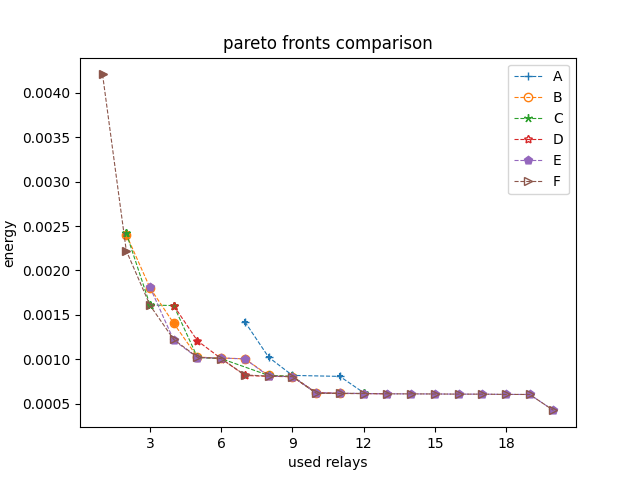 pareto fronts comparison
A
B
C
D
E
F
0.0040
0.0035
0.0030
0.0025
0.0020
0.0015
0.0010
0.0005
energy
3 6 9 12 15 18
used relays